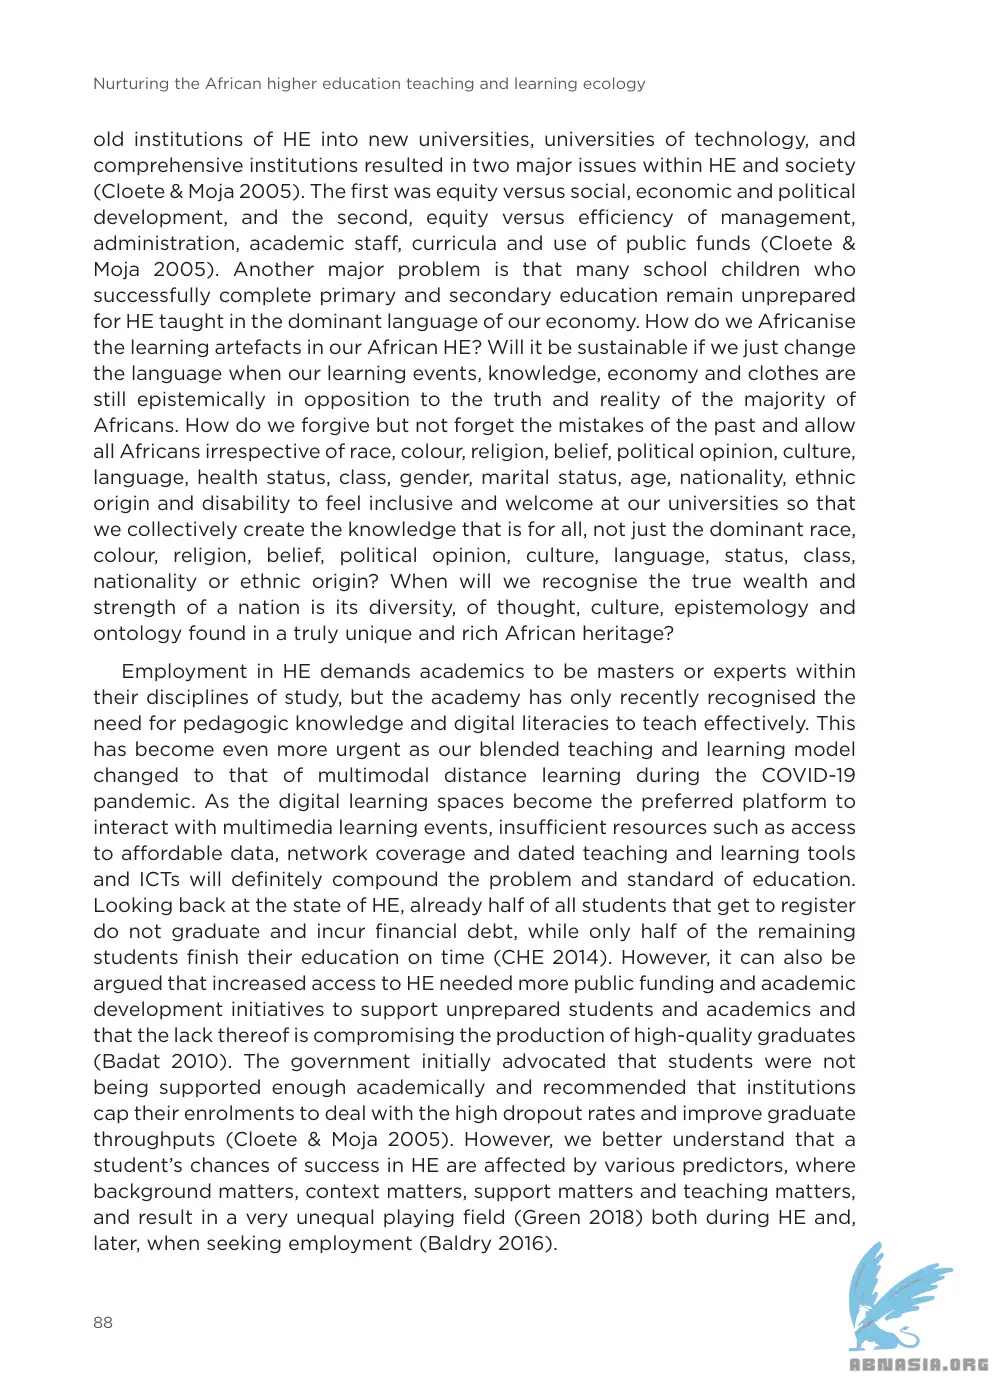 Nurturing the African higher education teaching and learning ecology
old institutions of HE into new universities, universities of technology, and
comprehensive institutions resulted in two major issues within HE and society
(Cloete & Moja 2005). The first was equity versus social, economic and political
development, and the second, equity versus efficiency of management,
administration, academic staff, curricula and use of public funds (Cloete &
Moja 2005). Another major problem is that many school children who
successfully complete primary and secondary education remain unprepared
for HE taught in the dominant language of our economy. How do we Africanise
the learning artefacts in our African HE? Will it be sustainable if we just change
the language when our learning events, knowledge, economy and clothes are
still epistemically in opposition to the truth and reality of the majority of
Africans. How do we forgive but not forget the mistakes of the past and allow
all Africans irrespective of race, colour, religion, belief, political opinion, culture,
language, health status, class, gender, marital status, age, nationality, ethnic
origin and disability to feel inclusive and welcome at our universities so that
we collectively create the knowledge that is for all, not just the dominant race,
colour, religion, belief, political opinion, culture, language, status, class,
nationality or ethnic origin? When will we recognise the true wealth and
strength of a nation is its diversity, of thought, culture, epistemology and
ontology found in a truly unique and rich African heritage?
Employment in HE demands academics to be masters or experts within
their disciplines of study, but the academy has only recently recognised the
need for pedagogic knowledge and digital literacies to teach effectively. This
has become even more urgent as our blended teaching and learning model
changed to that of multimodal distance learning during the COVID-19
pandemic. As the digital learning spaces become the preferred platform to
interact with multimedia learning events, insufficient resources such as access
to affordable data, network coverage and dated teaching and learning tools
and ICTs will definitely compound the problem and standard of education.
Looking back at the state of HE, already half of all students that get to register
do not graduate and incur financial debt, while only half of the remaining
students finish their education on time (CHE 2014). However, it can also be
argued that increased access to HE needed more public funding and academic
development initiatives to support unprepared students and academics and
that the lack thereof is compromising the production of high-quality graduates
(Badat 2010). The government initially advocated that students were not
being supported enough academically and recommended that institutions
cap their enrolments to deal with the high dropout rates and improve graduate
throughputs (Cloete & Moja 2005). However, we better understand that a
student's chances of success in HE are affected by various predictors, where
background matters, context matters, support matters and teaching matters,
and result in a very unequal playing field (Green 2018) both during HE and,
later, when seeking employment (Baldry 2016).
88
ABNASIA.ORG